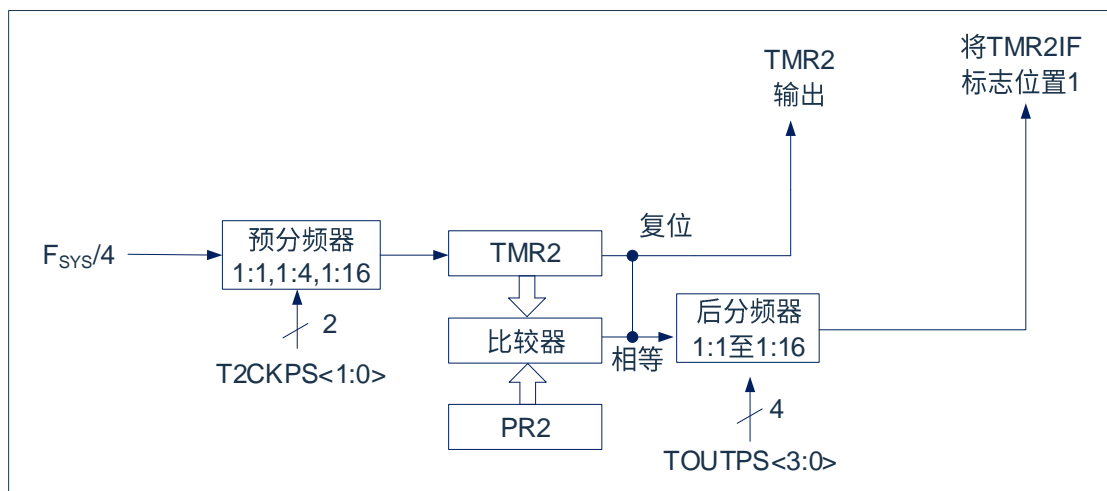 TMR2
输出
将TMR2IF
标志位置1
F_SYS/4
预分频器
1:1,1:4,1:16
TMR2
复位
2
T2CKPS<1:0>
比较器
相等
后分频器
1:1至1:16
PR2
4
TOUTPS<3:0>